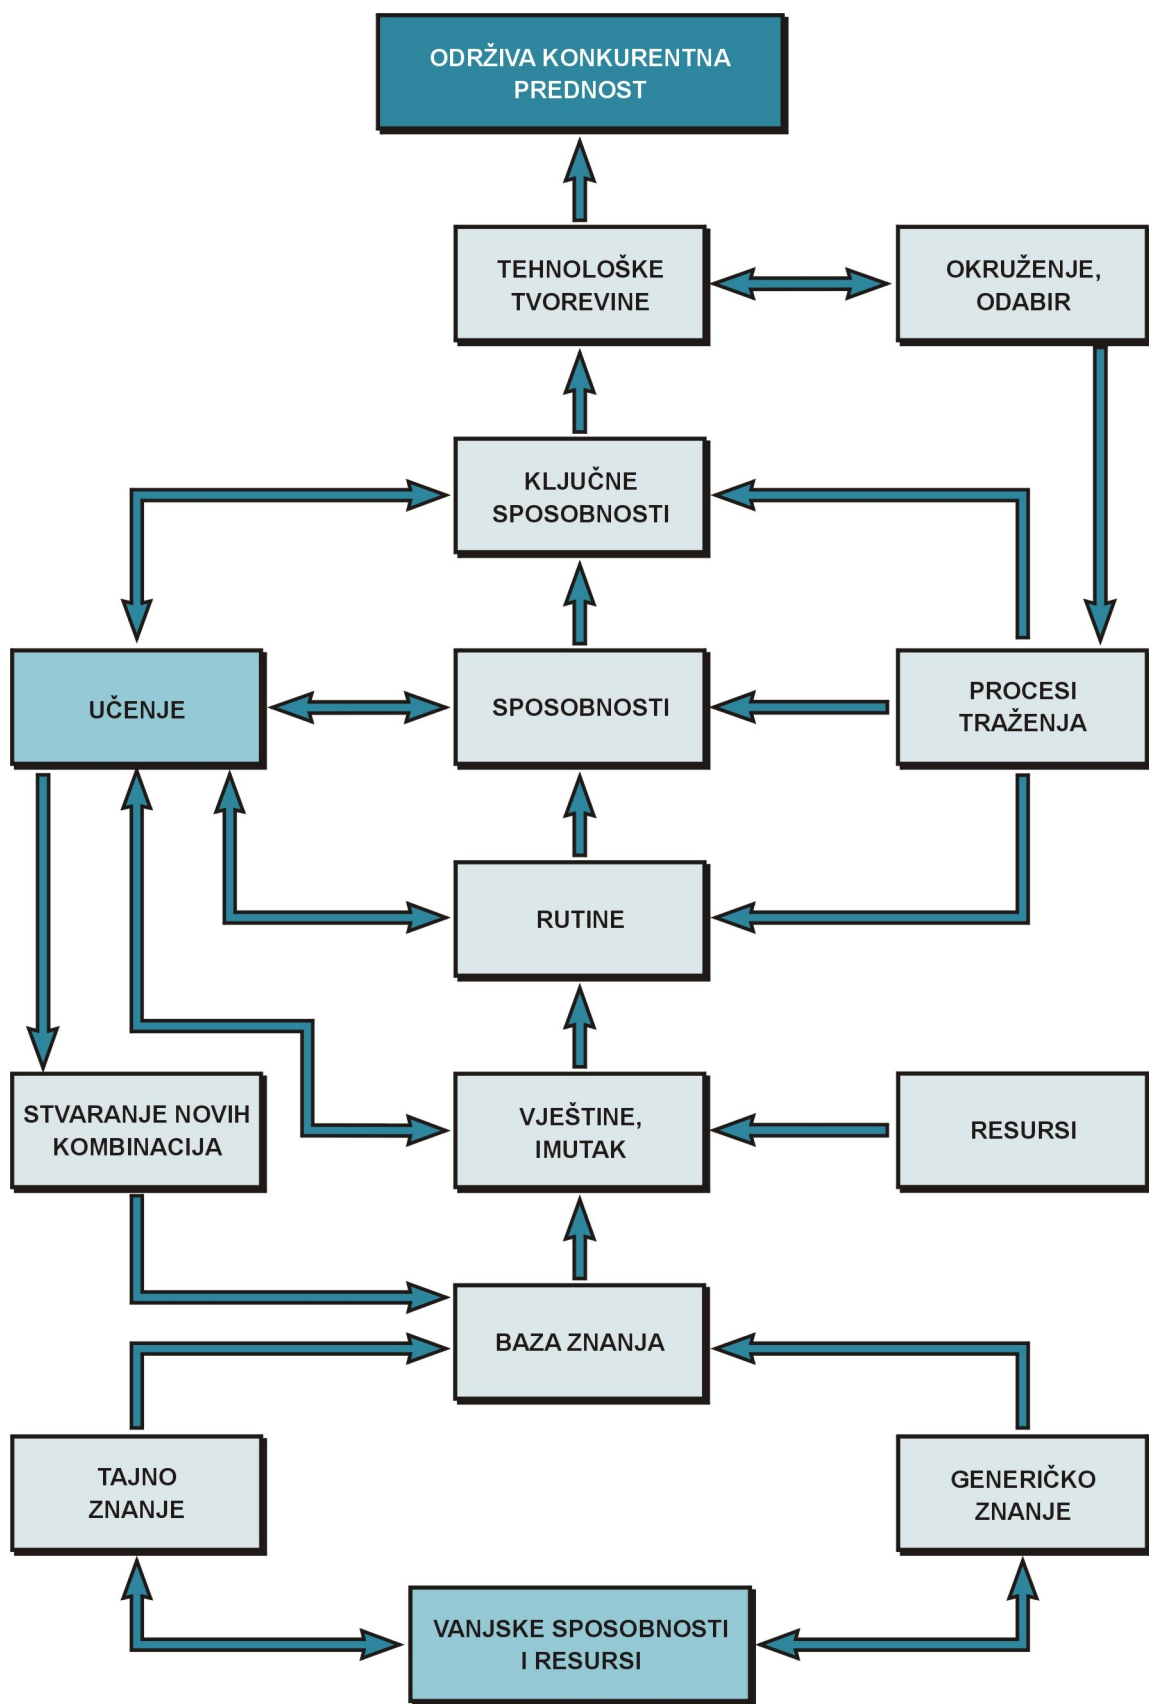 ODRŽIVA KONKURENTNA
PREDNOST
TEHNOLOŠKE
TVOREVINE
OKRUŽENJE,
ODABIR
KLJUČNE
SPOSOBNOSTI
UČENJE
SPOSOBNOSTI
PROCESI
TRAŽENJA
RUTINE
STVARANJE NOVIH
KOMBINACIJA
VJEŠTINE,
IMUTAK
RESURSI
BAZA ZNANJA
TAJNO
ZNANJE
GENERIČKO
ZNANJE
VANJSKE SPOSOBNOSTI
I RESURSI